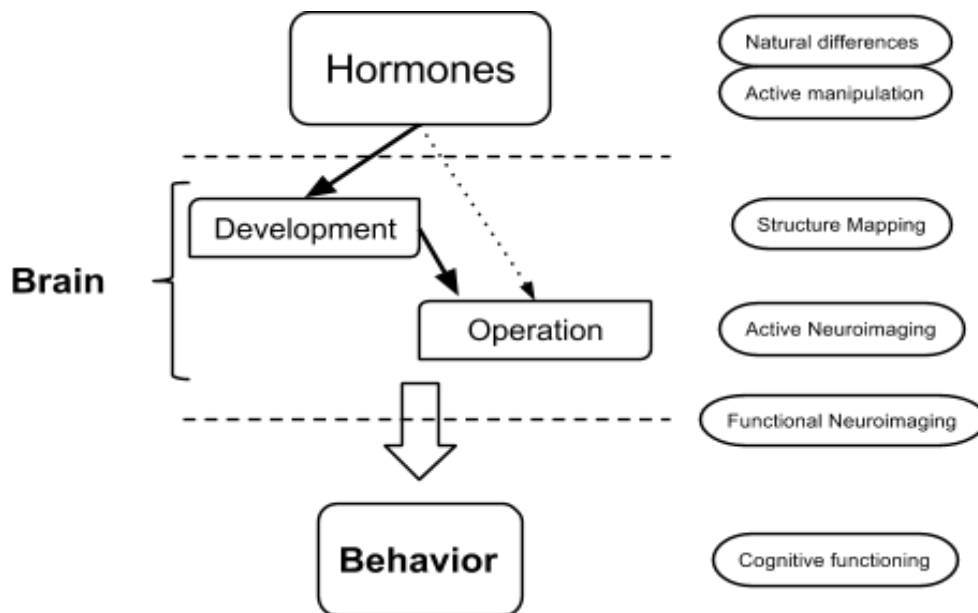 Hormones
Natural differences
Active manipulation
Development
Structure Mapping
Brain
Operation
Active Neuroimaging
Functional Neuroimaging
Behavior
Cognitive functioning